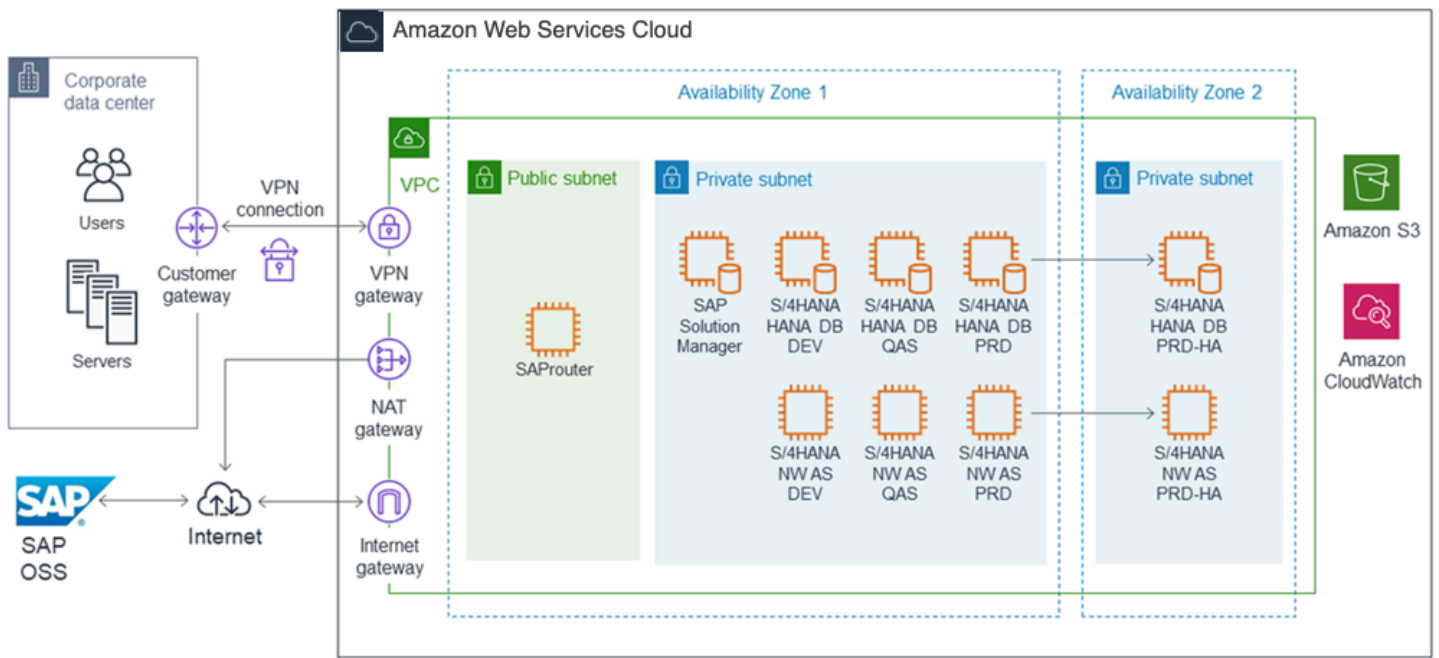 Amazon Web Services Cloud
Corporate
data center
Users
Servers
VPN
connection
Customer
gateway
SAP
SAP
OSS
Internet
VPC
VPN
gateway
NAT
gateway
Internet
gateway
Availability Zone 1
Public subnet
SAProuter
Private subnet
SAP
Solution
Manager
S/4HANA
HANA DB
DEV
S/4HANA
HANA DB
QAS
S/4HANA
HANA DB
PRD
S/4HANA
NW AS
DEV
S/4HANA
NW AS
QAS
S/4HANA
NW AS
PRD
Availability Zone 2
Private subnet
S/4HANA
HANA DB
PRD-HA
S/4HANA
NW AS
PRD-HA
Amazon S3
Amazon
CloudWatch